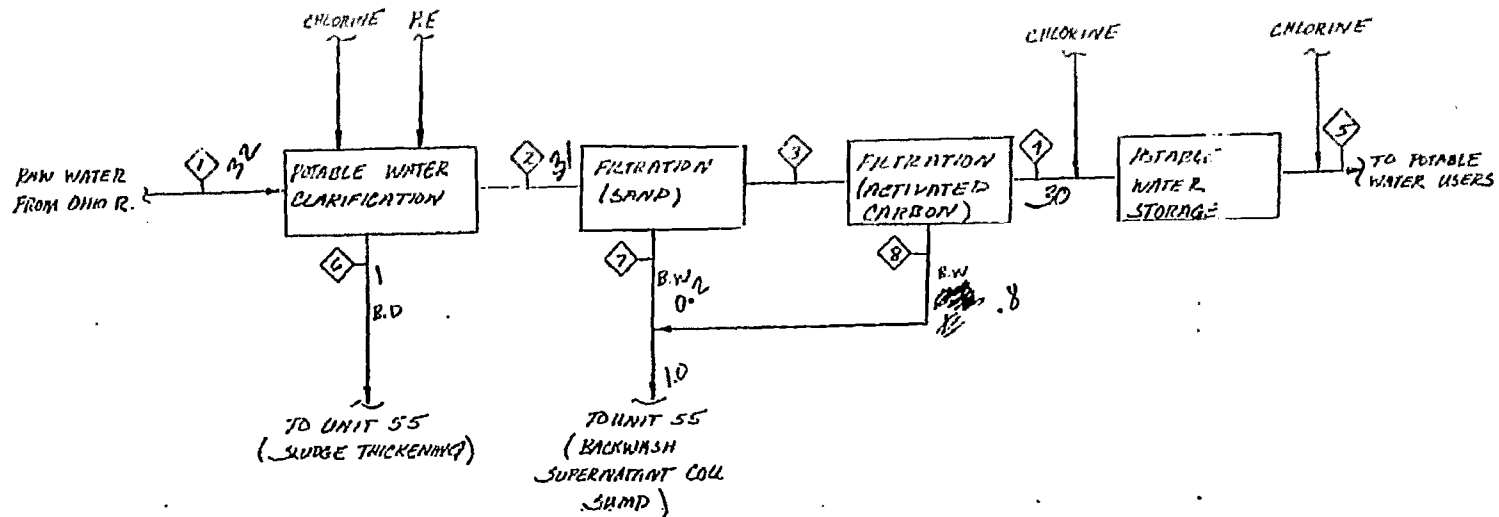 CHLORINE
P.E
CHLORINE
CHLORINE
RAW WATER
FROM OHIO R.
1
32
POTABLE WATER
CLARIFICATION
2
31
FILTRATION
(SAND)
3
FILTRATION
(ACTIVATED
CARBON)
30
POTABLE
WATER
STORAGE
5
TO POTABLE
WATER USERS
6
1
B.D
7
B.W
0.2
8
B.W
.8
1.0
TO UNIT 55
(SLUDGE THICKENING)
TO UNIT 55
(BACKWASH
SUPERNATANT COLL
SUMP)